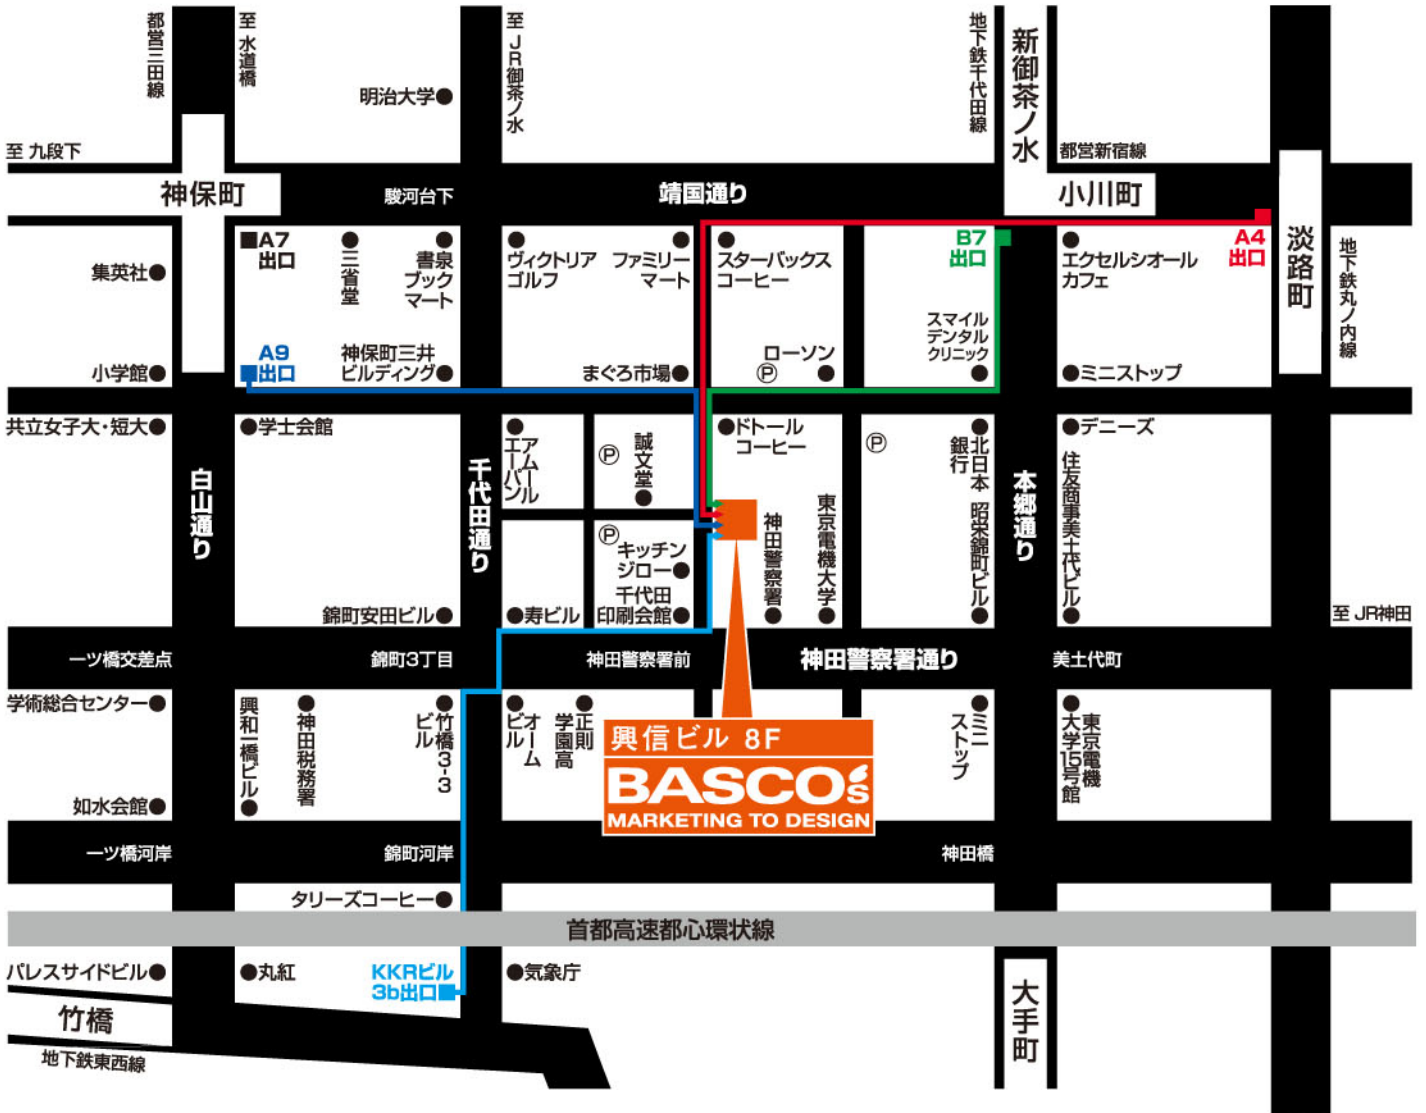 都営三田線
至 水道橋
至 JR御茶ノ水
地下鉄千代田線
新御茶ノ水
明治大学
至 九段下
都営新宿線
神保町
駿河台下
靖国通り
小川町
淡路町
地下鉄丸ノ内線
A7
出口
三省堂
書泉
ブック
マート
ヴィクトリア
ゴルフ
ファミリー
マート
スターバックス
コーヒー
B7
出口
エクセルシオール
カフェ
A4
出口
集英社
スマイル
デンタル
クリニック
小学館
A9
出口
神保町三井
ビルディング
まぐろ市場
ローソン
P
ミニストップ
共立女子大・短大
学士会館
エームパンル
アーバイン
P
誠文堂
ドトール
コーヒー
P
北日本
銀行
デニーズ
白山通り
千代田通り
本郷通り
P
キッチン
ジロー
神田警察署
東京電機大学
昭栄錦町ビル
住友商事美土代ビル
錦町安田ビル
寿ビル
千代田
印刷会館
至 JR神田
一ツ橋交差点
錦町3丁目
神田警察署前
神田警察署通り
美土代町
学術総合センター
興和一橋ビル
神田税務署
竹橋3-3
ビル
オーム
ビル
正則
学園高
ミニ
ストップ
東京電機
大学15号館
興信ビル 8F
BASCO's
MARKETING TO DESIGN
如水会館
一ツ橋河岸
錦町河岸
神田橋
タリーズコーヒー
首都高速都心環状線
パレスサイドビル
丸紅
KKRビル
3b出口
気象庁
竹橋
大手町
地下鉄東西線